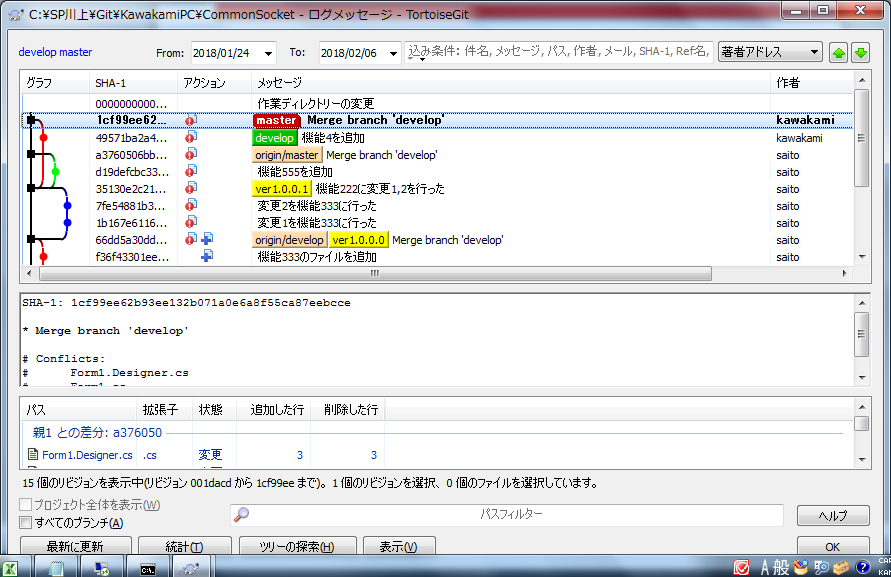 C:¥SP川上¥Git¥KawakamiPC¥CommonSocket - ログメッセージ - TortoiseGit
develop master From: 2018/01/24 To: 2018/02/06 込み条件: 件名, メッセージ, パス, 作者, メール, SHA-1, Ref名, 著者アドレス
グラフ SHA-1 アクション メッセージ 作者
0000000000... 作業ディレクトリーの変更
1cf99ee62... master Merge branch 'develop' kawakami
49571ba2a4... develop 機能4を追加 kawakami
a3760506bb... origin/master Merge branch 'develop' saito
d19defcbc33... 機能555を追加 saito
35130e2c21... ver1.0.0.1 機能222に変更1,2を行った saito
7fe54881b3... 変更2を機能333に行った saito
1b167e6116... 変更1を機能333に行った saito
66dd5a30dd... origin/develop ver1.0.0.0 Merge branch 'develop' saito
f36f43301ee... 機能333のファイルを追加 saito
SHA-1: 1cf99ee62b93ee132b071a0e6a8f55ca87eebcce
* Merge branch 'develop'
# Conflicts:
# Form1.Designer.cs
# Form1.cs
パス 拡張子 状態 追加した行 削除した行
親1 との差分: a376050
Form1.Designer.cs .cs 変更 3 3
15 個のリビジョンを表示中(リビジョン 001dacd から 1cf99ee まで)。1 個のリビジョンを選択、0 個のファイルを選択しています。
プロジェクト全体を表示(W)
すべてのブランチ(A)
パスフィルター
ヘルプ
最新に更新 統計(T) ツリーの探索(H) 表示(V) OK
A 般